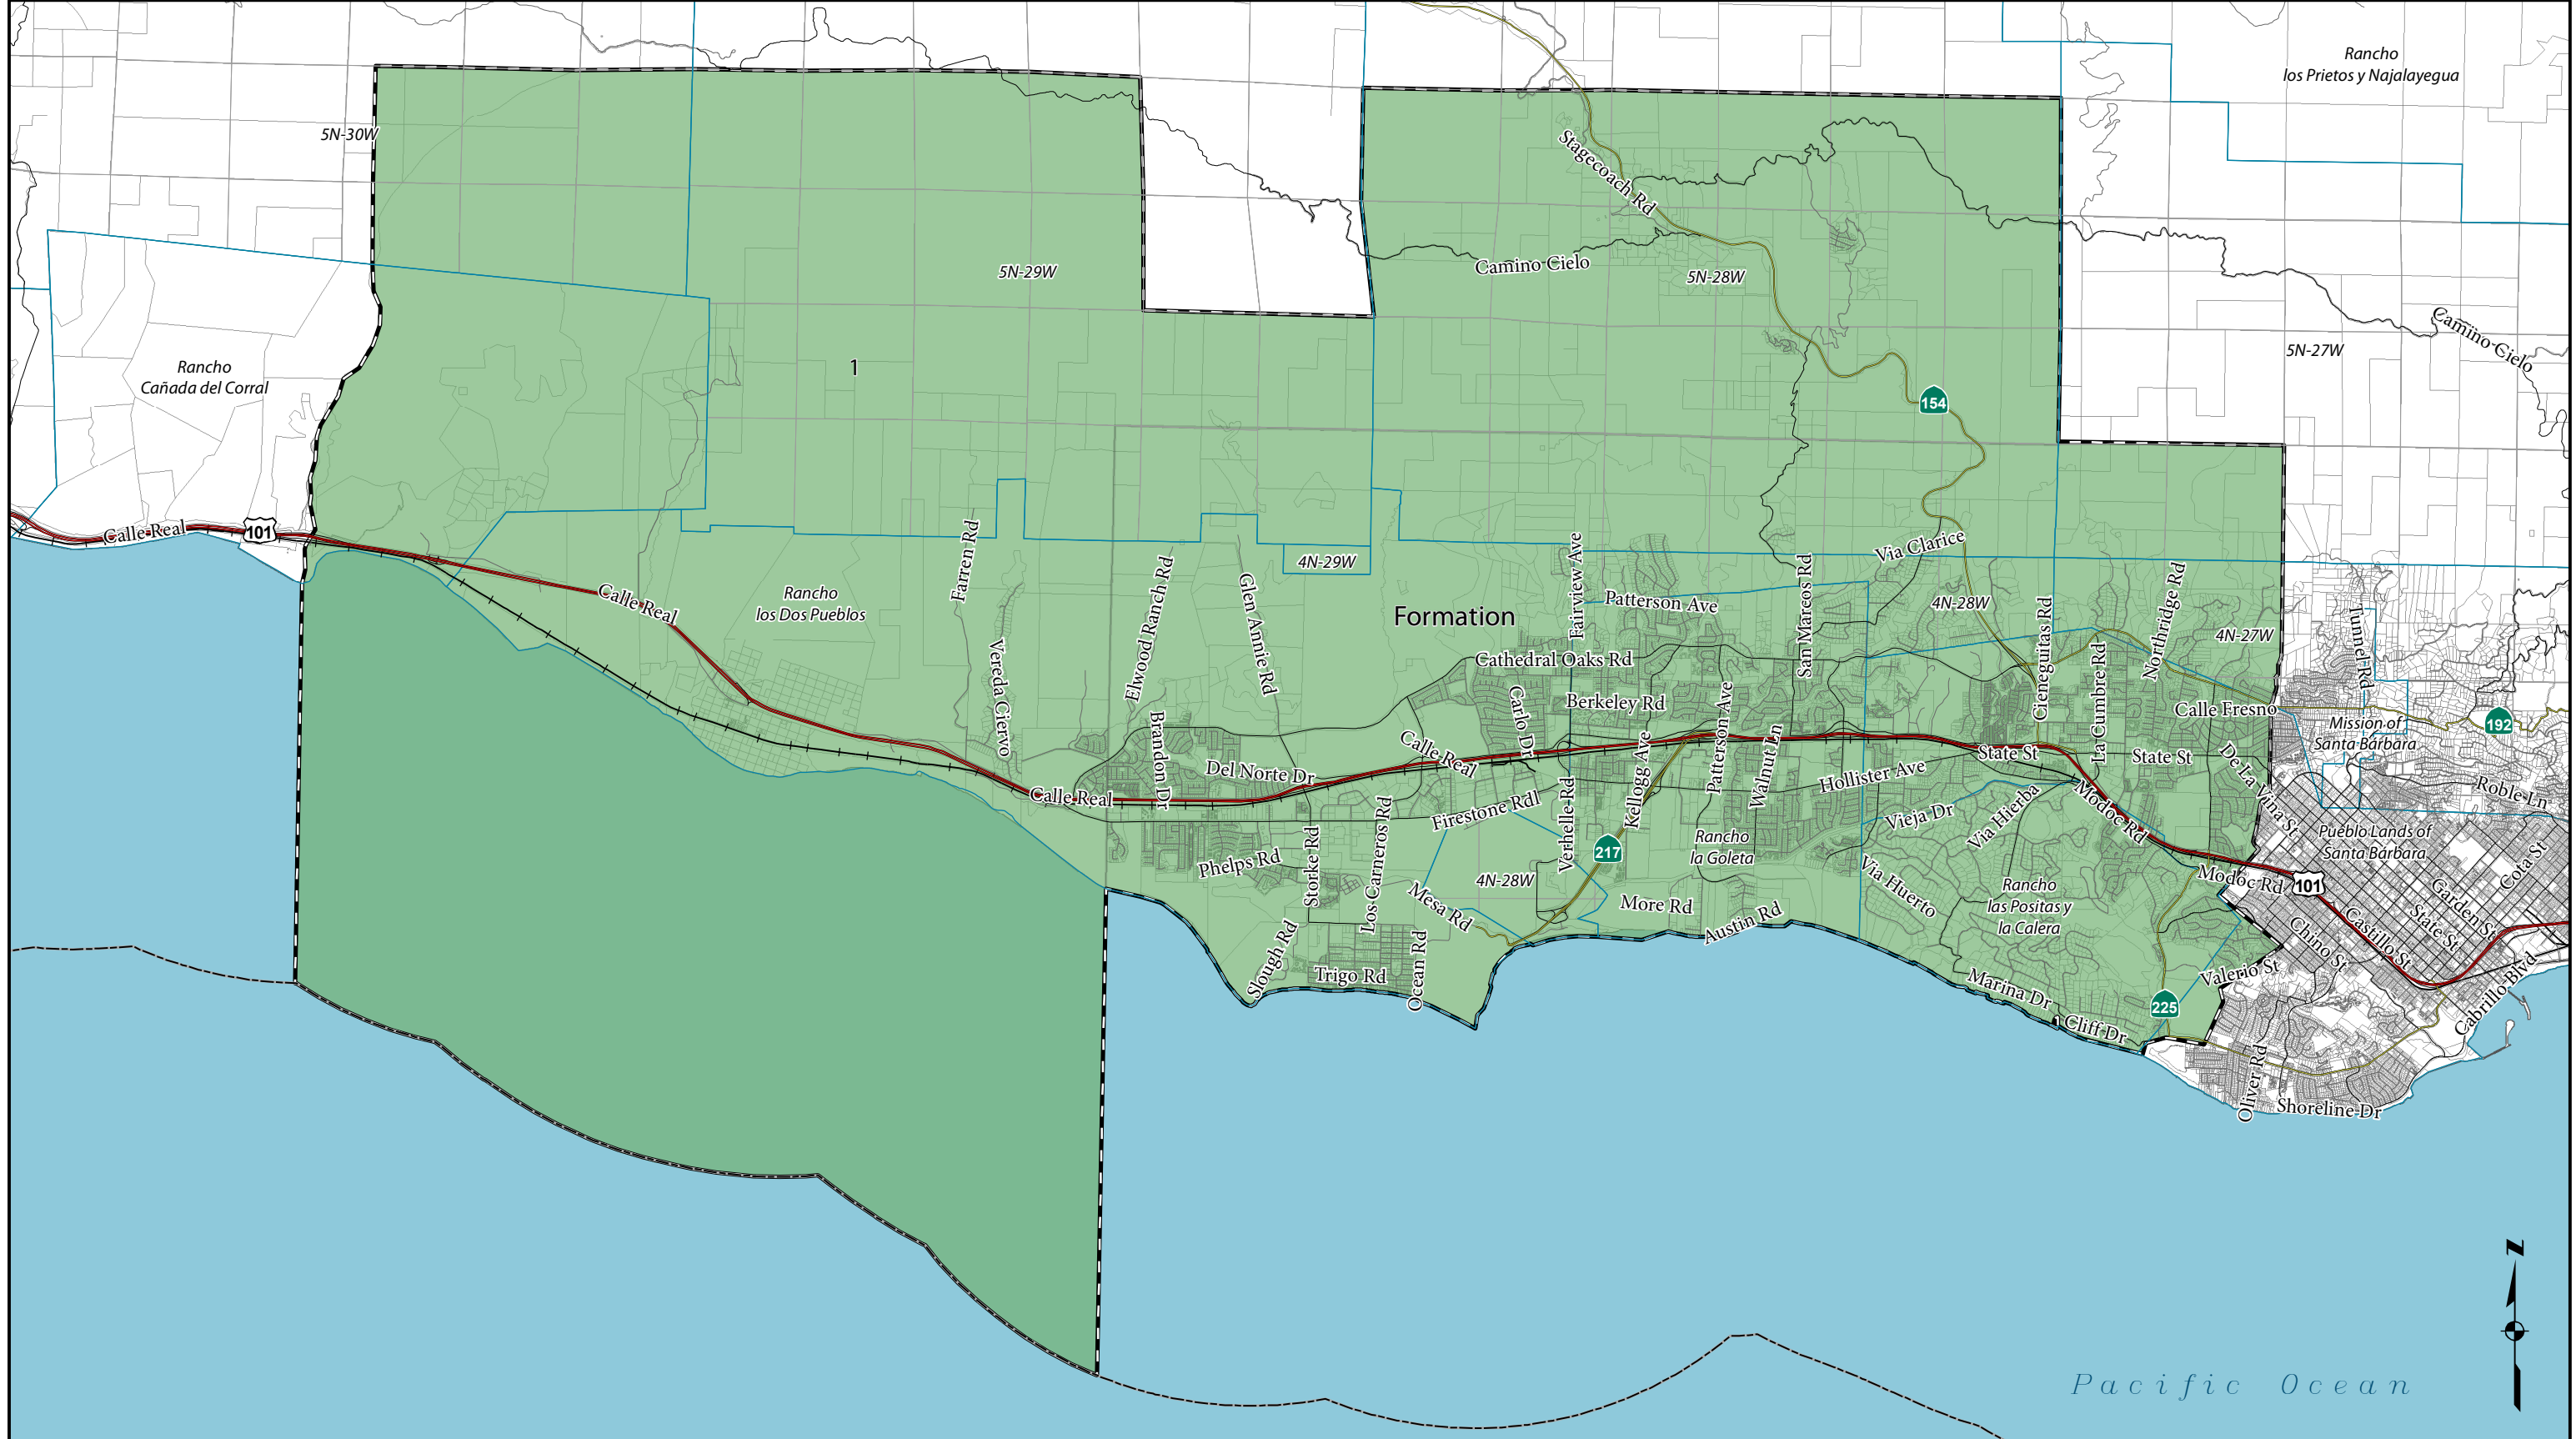 Rancho
los Prietos y Najalayegua
5N-30W
Stagecoach Rd
Camino Cielo
5N-29W
5N-28W
Camino Cielo
5N-27W
Rancho
Cañada del Corral
1
154
Calle Real
101
Farren Rd
Elwood Ranch Rd
Glen Annie Rd
4N-29W
Fairview Ave
Via Clarice
San Marcos Rd
Calle Real
Rancho
los Dos Pueblos
Formation
Patterson Ave
4N-28W
Cieneguitas Rd
Northridge Rd
4N-27W
Tunnel Rd
Vereda Ciervo
Cathedral Oaks Rd
La Cumbre Rd
Brandon Dr
Carlo Dr
Berkeley Rd
Patterson Ave
Calle Fresno
Mission of
Santa Barbara
192
Calle Real
Kellogg Ave
Walnut Ln
State St
State St
De La Vina St
Del Norte Dr
Hollister Ave
Roble Ln
Calle Real
Firestone Rdl
Verhelle Rd
Vieja Dr
Via Hierba
Modoc Rd
Pueblo Lands of
Santa Barbara
Cota St
217
Rancho
la Goleta
Phelps Rd
Storke Rd
Los Carneros Rd
4N-28W
Via Huerto
Modoc Rd
101
Mesa Rd
More Rd
Austin Rd
Rancho
las Positas y
la Calera
Garden St
State St
Castillo St
Chino St
Slough Rd
Trigo Rd
Ocean Rd
Marina Dr
Valerio St
225
Cliff Dr
Cabrillo Blvd
Oliver Rd
Shoreline Dr
N
Pacific Ocean